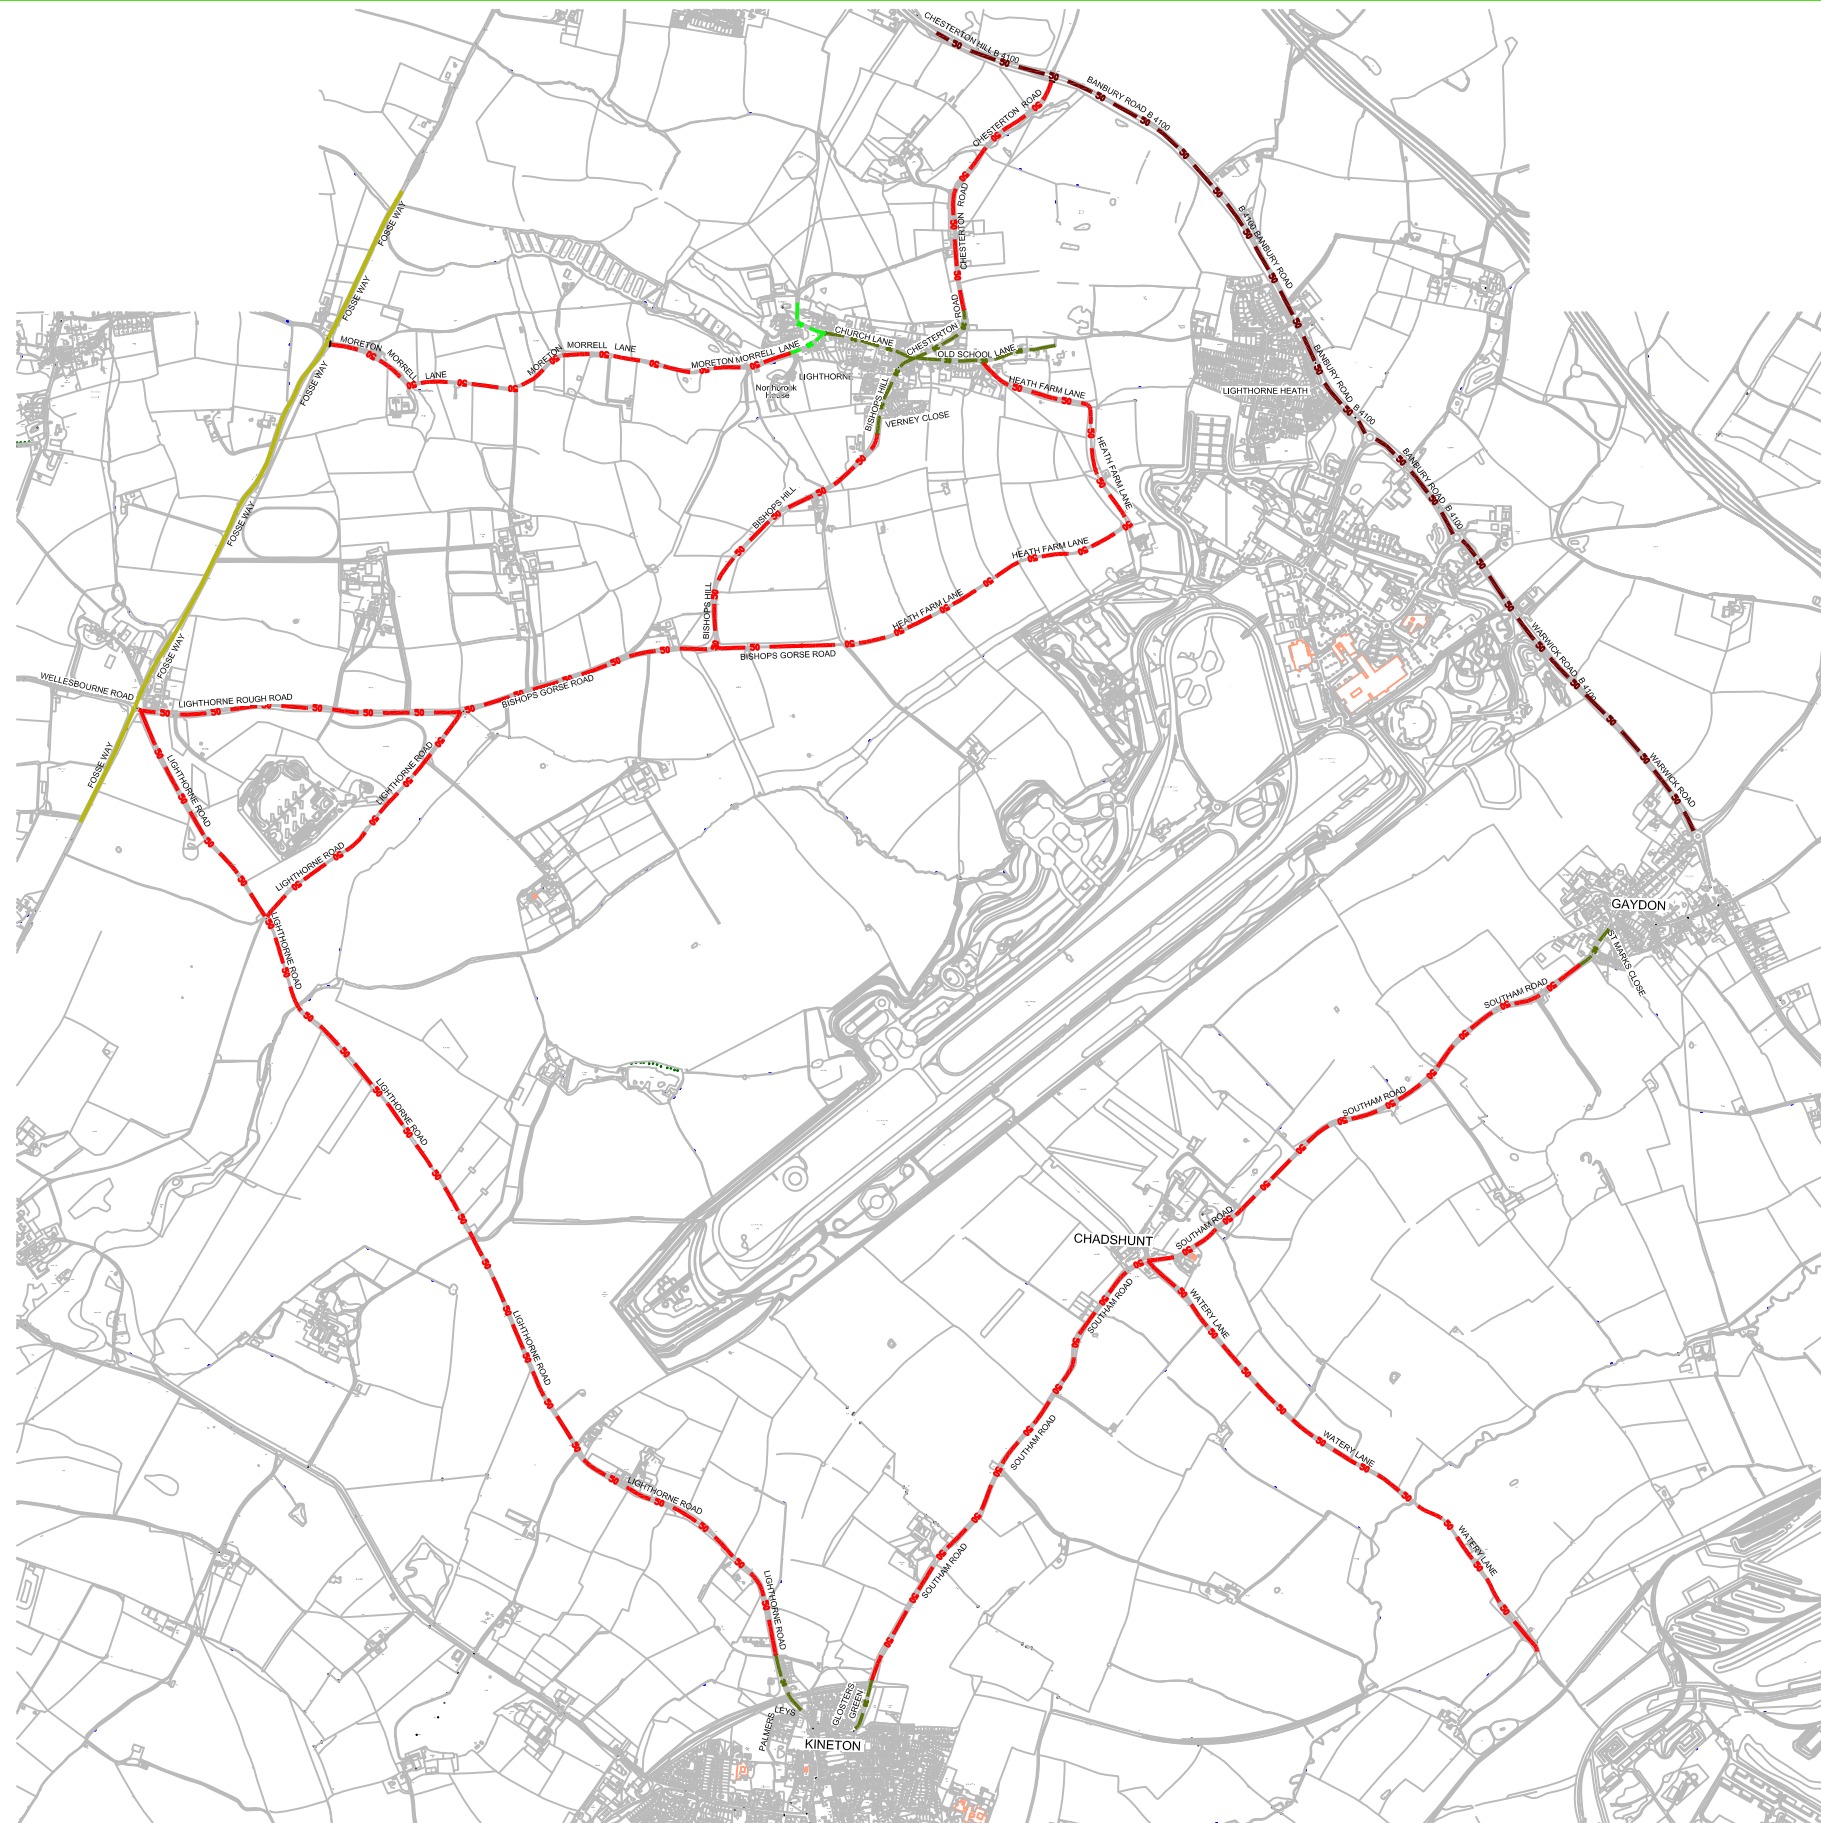 CHESTERTON HILL B 4100
BANBURY ROAD B 4100
CHESTERTON ROAD
CHESTERTON ROAD
FOSSE WAY
B 4100 BANBURY ROAD
FOSSE WAY
CHESTERTON ROAD
CHURCH LANE
MORETON MORRELL LANE
MORETON MORRELL LANE
MORETON MORRELL LANE
OLD SCHOOL LANE
BANBURY ROAD B 4100
FOSSE WAY
LIGHTHORNE
Northbrook
House
HEATH FARM LANE
LIGHTHORNE HEATH
BISHOPS HILL
VERNEY CLOSE
HEATH FARM LANE
BANBURY ROAD B 4100
BISHOPS HILL
FOSSE WAY
HEATH FARM LANE
BISHOPS HILL
HEATH FARM LANE
BISHOPS GORSE ROAD
FOSSE WAY
WARWICK ROAD B 4100
WELLESBOURNE ROAD
LIGHTHORNE ROUGH ROAD
BISHOPS GORSE ROAD
FOSSE WAY
LIGHTHORNE ROAD
LIGHTHORNE ROAD
WARWICK ROAD
LIGHTHORNE ROAD
GAYDON
LIGHTHORNE ROAD
ST MARKS CLOSE
SOUTHAM ROAD
LIGHTHORNE ROAD
SOUTHAM ROAD
CHADSHUNT
SOUTHAM ROAD
SOUTHAM ROAD
WATERY LANE
LIGHTHORNE ROAD
SOUTHAM ROAD
WATERY LANE
LIGHTHORNE ROAD
SOUTHAM ROAD
WATERY LANE
LIGHTHORNE ROAD
GLOSTERS
GREEN
PALMERS
LEYS
KINETON